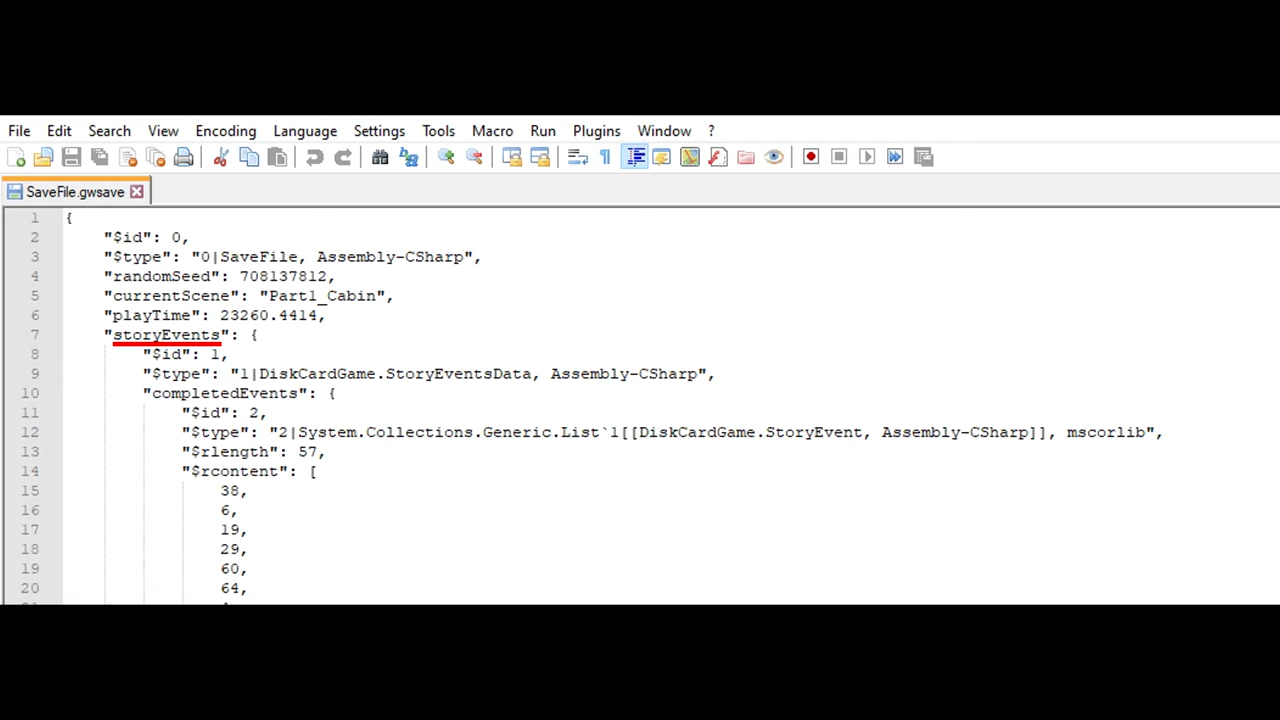 File Edit Search View Encoding Language Settings Tools Macro Run Plugins Window ?
SaveFile.gwsave
1 {
2 "$id": 0,
3 "$type": "0|SaveFile, Assembly-CSharp",
4 "randomSeed": 708137812,
5 "currentScene": "Part1_Cabin",
6 "playTime": 23260.4414,
7 "storyEvents": {
8 "$id": 1,
9 "$type": "1|DiskCardGame.StoryEventsData, Assembly-CSharp",
10 "completedEvents": {
11 "$id": 2,
12 "$type": "2|System.Collections.Generic.List`1[[DiskCardGame.StoryEvent, Assembly-CSharp]], mscorlib",
13 "$rlength": 57,
14 "$rcontent": [
15 38,
16 6,
17 19,
18 29,
19 60,
20 64,